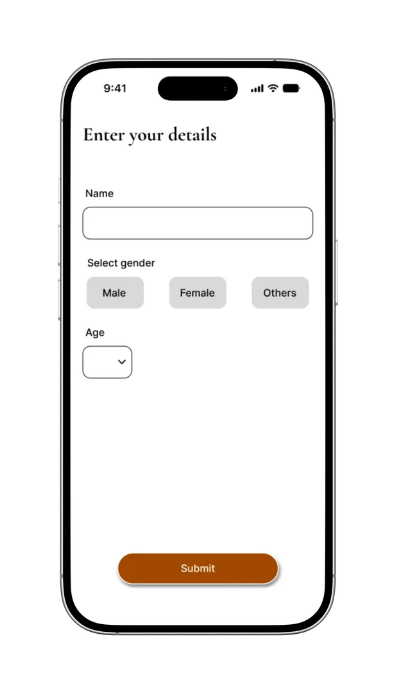 9:41
Enter your details
Name
Select gender
Male Female Others
Age
Submit